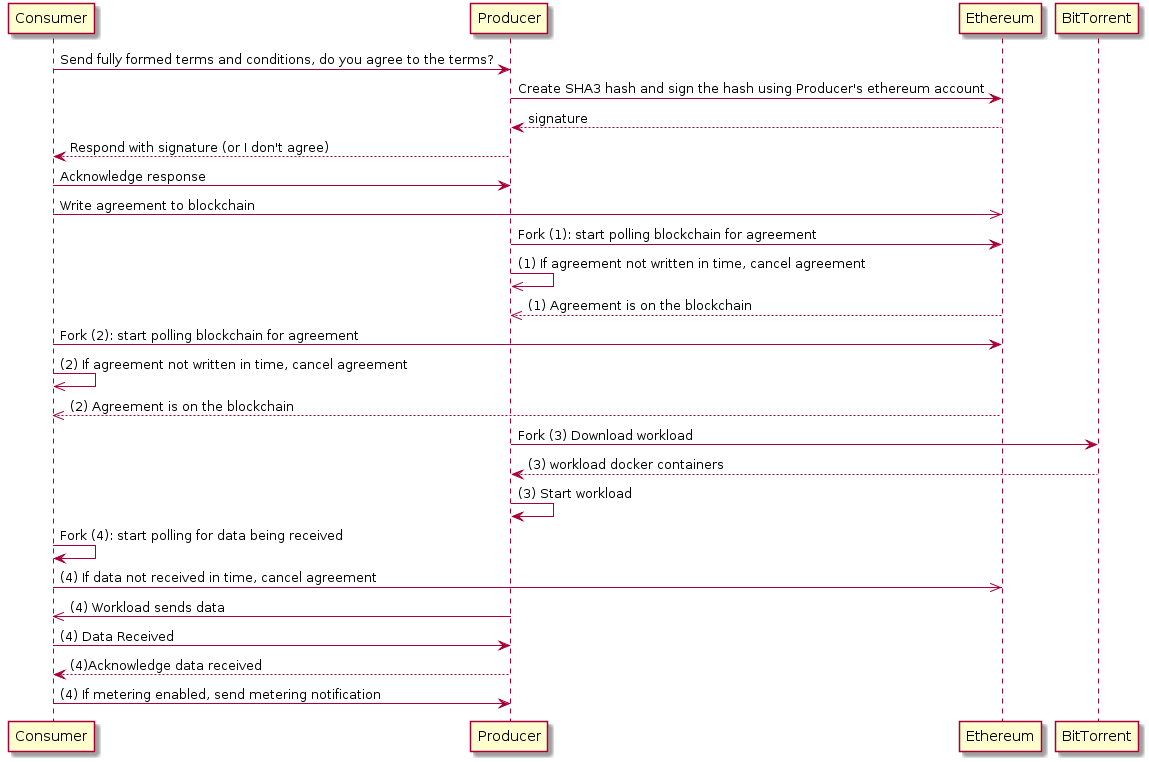 Consumer
Producer
Ethereum
BitTorrent
Send fully formed terms and conditions, do you agree to the terms?
Create SHA3 hash and sign the hash using Producer's ethereum account
signature
Respond with signature (or I don't agree)
Acknowledge response
Write agreement to blockchain
Fork (1): start polling blockchain for agreement
(1) If agreement not written in time, cancel agreement
(1) Agreement is on the blockchain
Fork (2): start polling blockchain for agreement
(2) If agreement not written in time, cancel agreement
(2) Agreement is on the blockchain
Fork (3) Download workload
(3) workload docker containers
(3) Start workload
Fork (4): start polling for data being received
(4) If data not received in time, cancel agreement
(4) Workload sends data
(4) Data Received
(4)Acknowledge data received
(4) If metering enabled, send metering notification
Consumer
Producer
Ethereum
BitTorrent